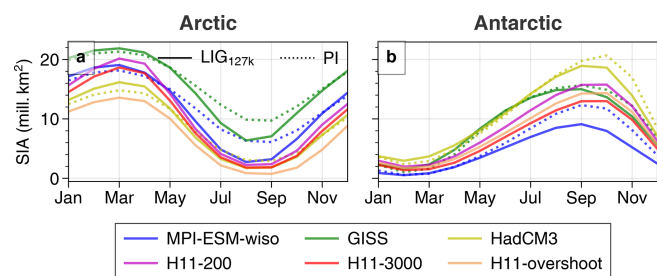 Arctic
Antarctic
SIA (mill. km²)
20
10
0
a
LIG₁₂₇ₖ
PI
b
Jan Mar May Jul Sep Nov
Jan Mar May Jul Sep Nov
MPI-ESM-wiso GISS HadCM3
H11-200 H11-3000 H11-overshoot